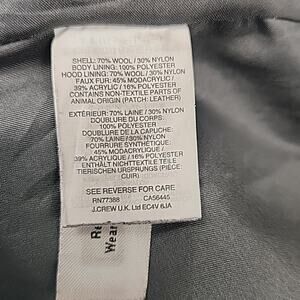 SHELL: 70% WOOL / 30% NYLON
BODY LINING: 100% POLYESTER
HOOD LINING: 70% WOOL / 30% NYLON
FAUX FUR: 45% MODACRYLIC /
39% ACRYLIC / 16% POLYESTER
CONTAINS NON-TEXTILE PARTS OF
ANIMAL ORIGIN (PATCH: LEATHER)
EXTÉRIEUR: 70% LAINE / 30% NYLON
DOUBLURE DU CORPS:
100% POLYESTER
DOUBLURE DE LA CAPUCHE:
70% LAINE / 30% NYLON
FOURRURE SYNTHÉTIQUE:
45% MODACRYLIQUE /
39% ACRYLIQUE / 16% POLYESTER
ENTHÄLT NICHTTEXTILE TEILE
TIERISCHEN URSPRUNGS (PIÈCE:
CUIR)
SEE REVERSE FOR CARE
RN77388 CA56445
J.CREW U.K. Ltd EC4V 6JA
Re
Wear